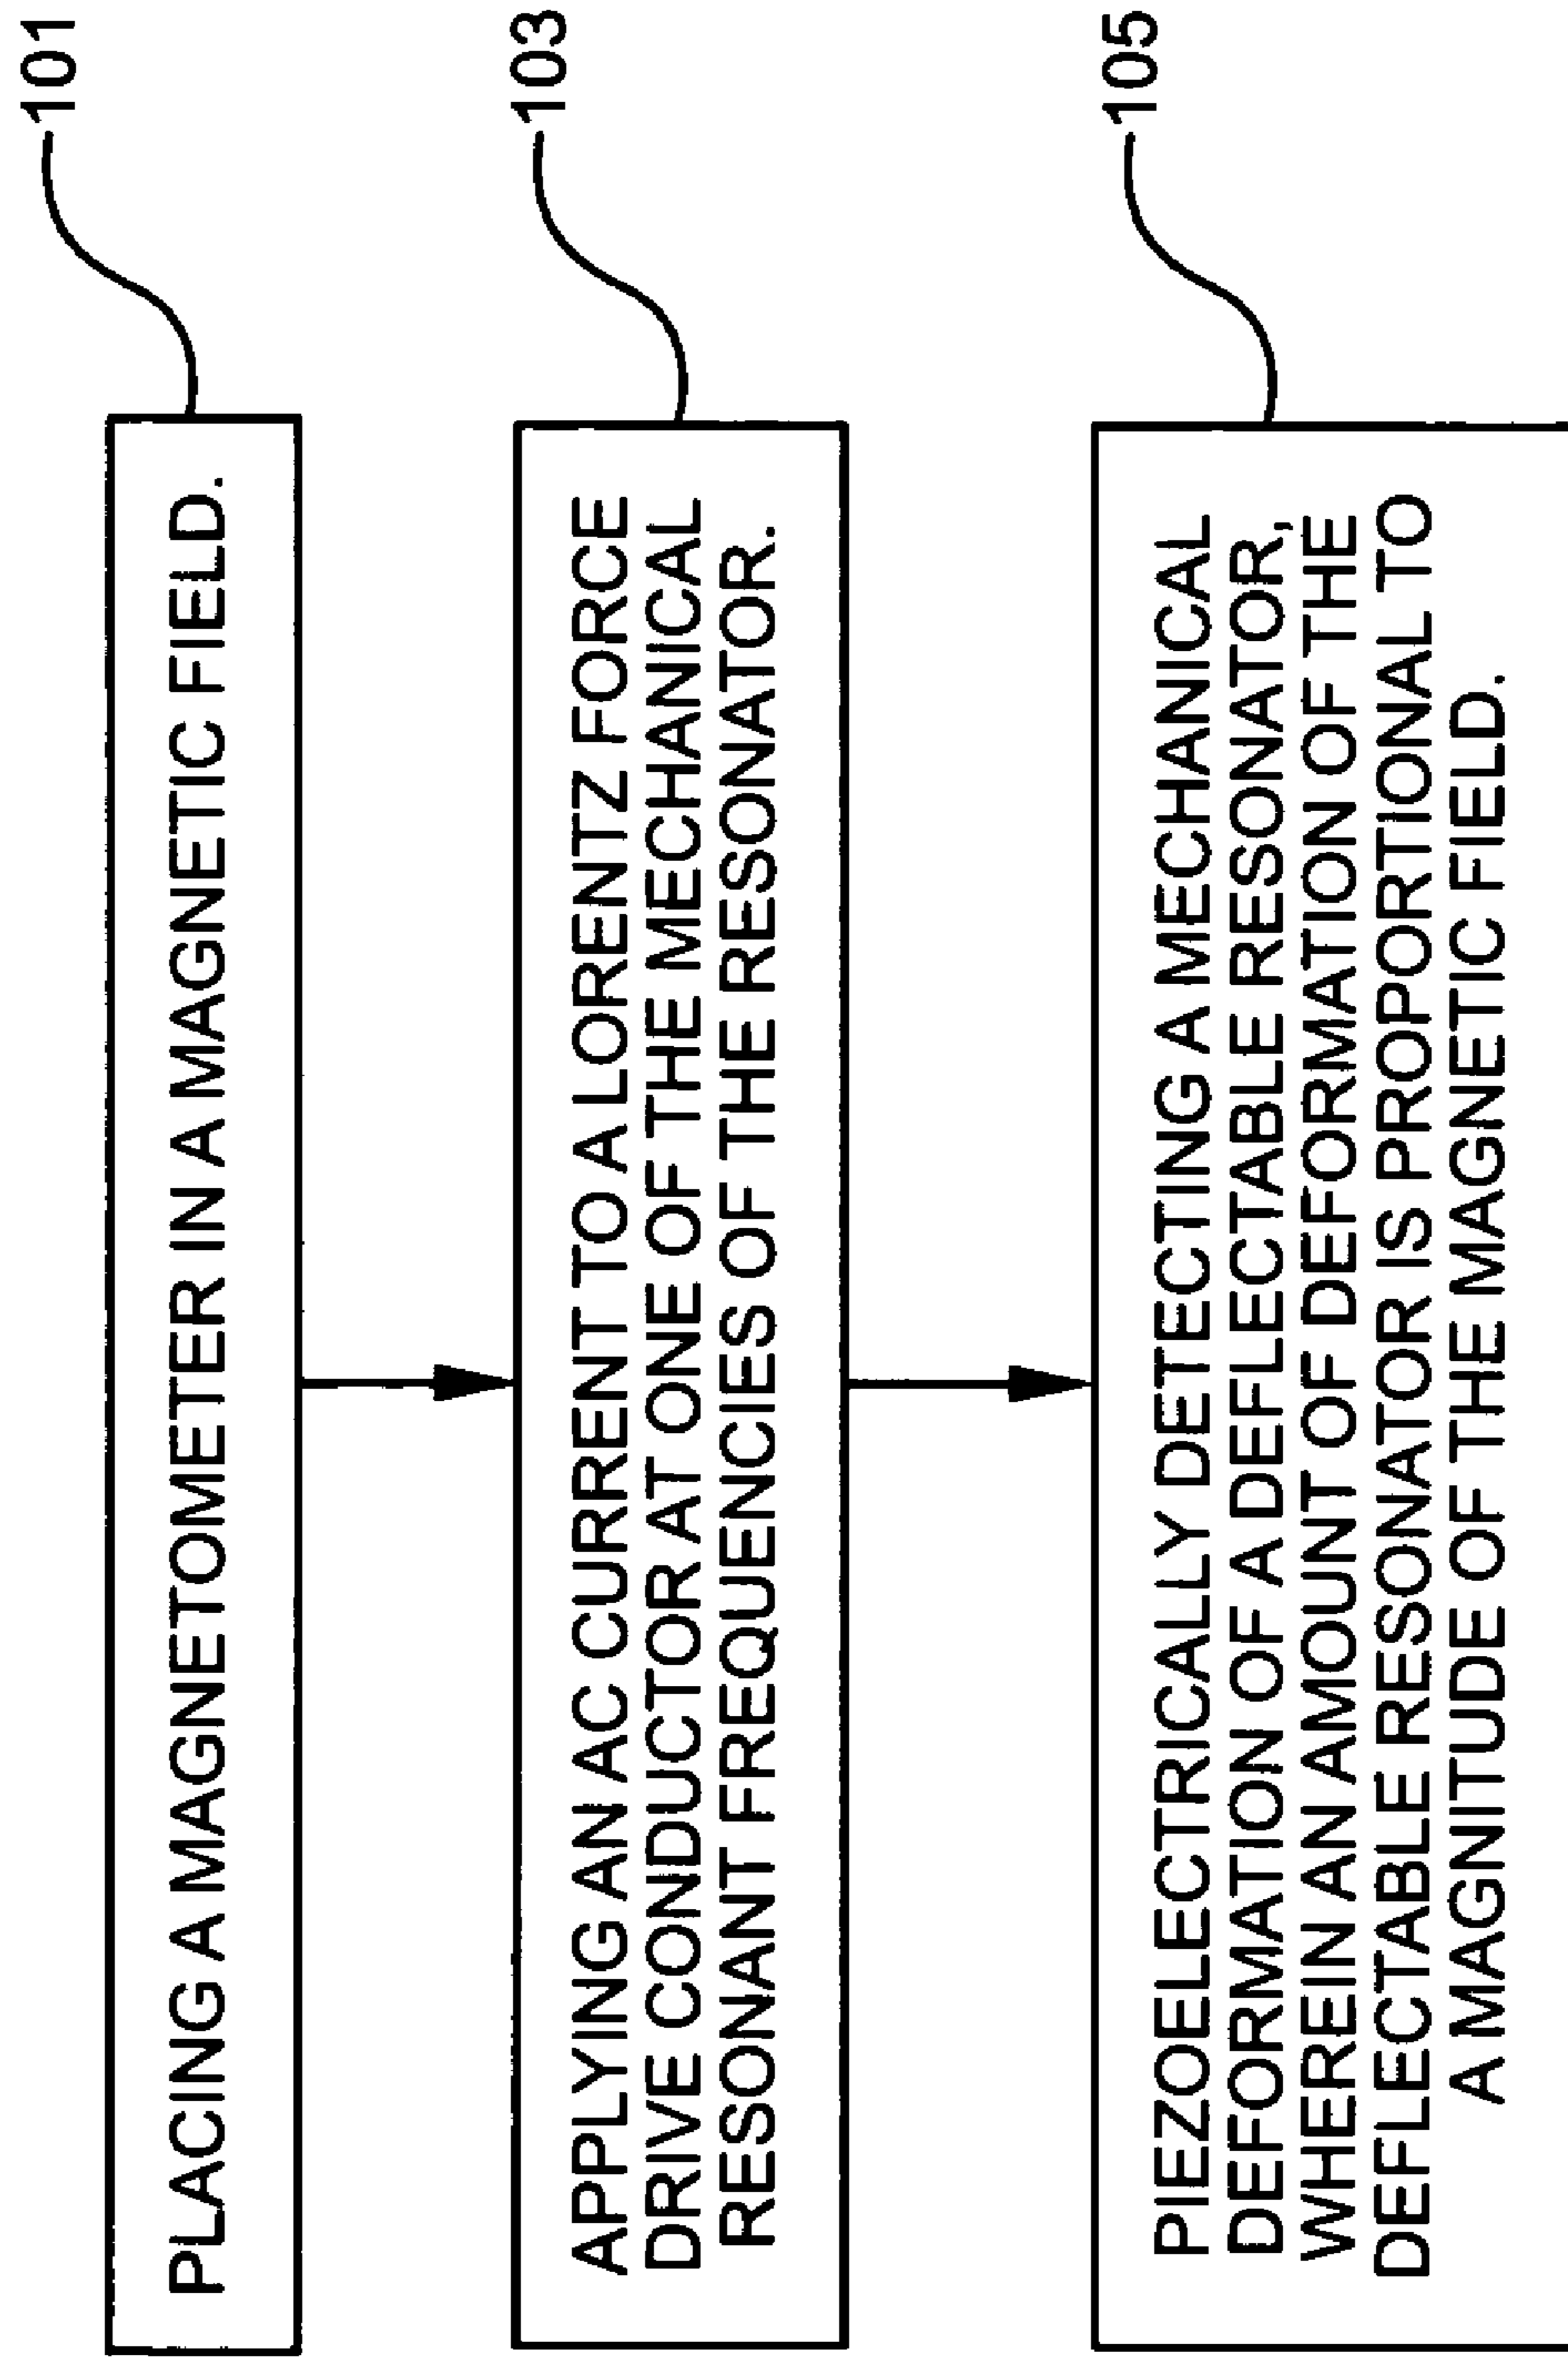 PLACING A MAGNETOMETER IN A MAGNETIC FIELD.
101
APPLYING AN AC CURRENT TO A LORENTZ FORCE
DRIVE CONDUCTOR AT ONE OF THE MECHANICAL
RESONANT FREQUENCIES OF THE RESONATOR.
103
PIEZOELECTRICALLY DETECTING A MECHANICAL
DEFORMATION OF A DEFLECTABLE RESONATOR,
WHEREIN AN AMOUNT OF DEFORMATION OF THE
DEFLECTABLE RESONATOR IS PROPORTIONAL TO
A MAGNITUDE OF THE MAGNETIC FIELD.
105